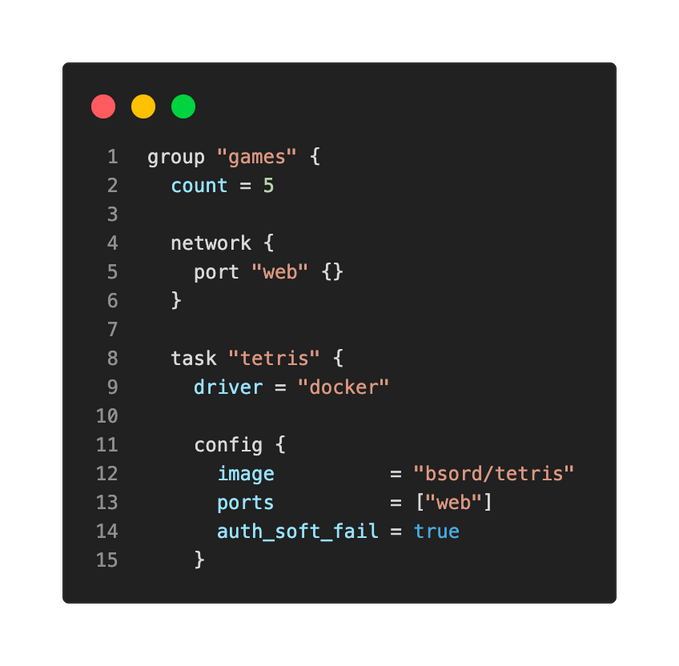 1 group "games" {
2 count = 5
3
4 network {
5 port "web" {}
6 }
7
8 task "tetris" {
9 driver = "docker"
10
11 config {
12 image = "bsord/tetris"
13 ports = ["web"]
14 auth_soft_fail = true
15 }